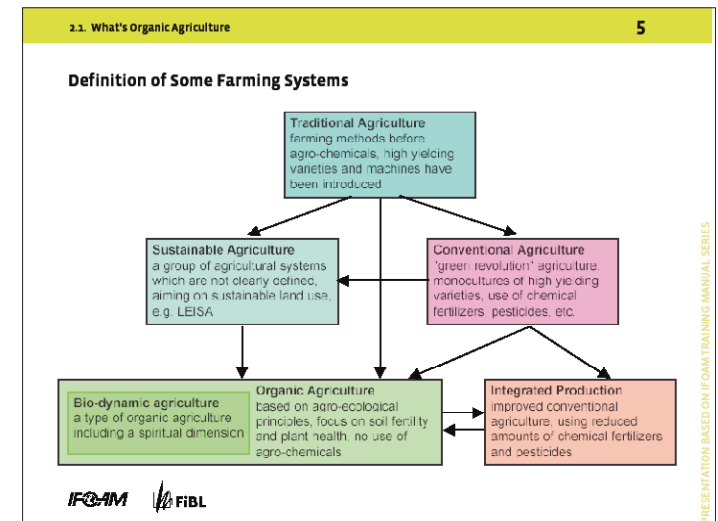 2.1. What's Organic Agriculture
5
Definition of Some Farming Systems
Traditional Agriculture
farming methods before
agro-chemicals, high yielding
varieties and machines have
been introduced
Sustainable Agriculture
a group of agricultural systems
which are not clearly defined,
aiming on sustainable land use,
e.g. LEISA
Conventional Agriculture
"green revolution" agriculture:
monocultures of high yielding
varieties, use of chemical
fertilizers, pesticides, etc.
Bio-dynamic agriculture
a type of organic agriculture
including a spiritual dimension
Organic Agriculture
based on agro-ecological
principles, focus on soil fertility
and plant health, no use of
agro-chemicals
Integrated Production
improved conventional
agriculture, using reduced
amounts of chemical fertilizers
and pesticides
IFOAM
FiBL
PRESENTATION BASED ON IFOAM TRAINING MANUAL SERIES